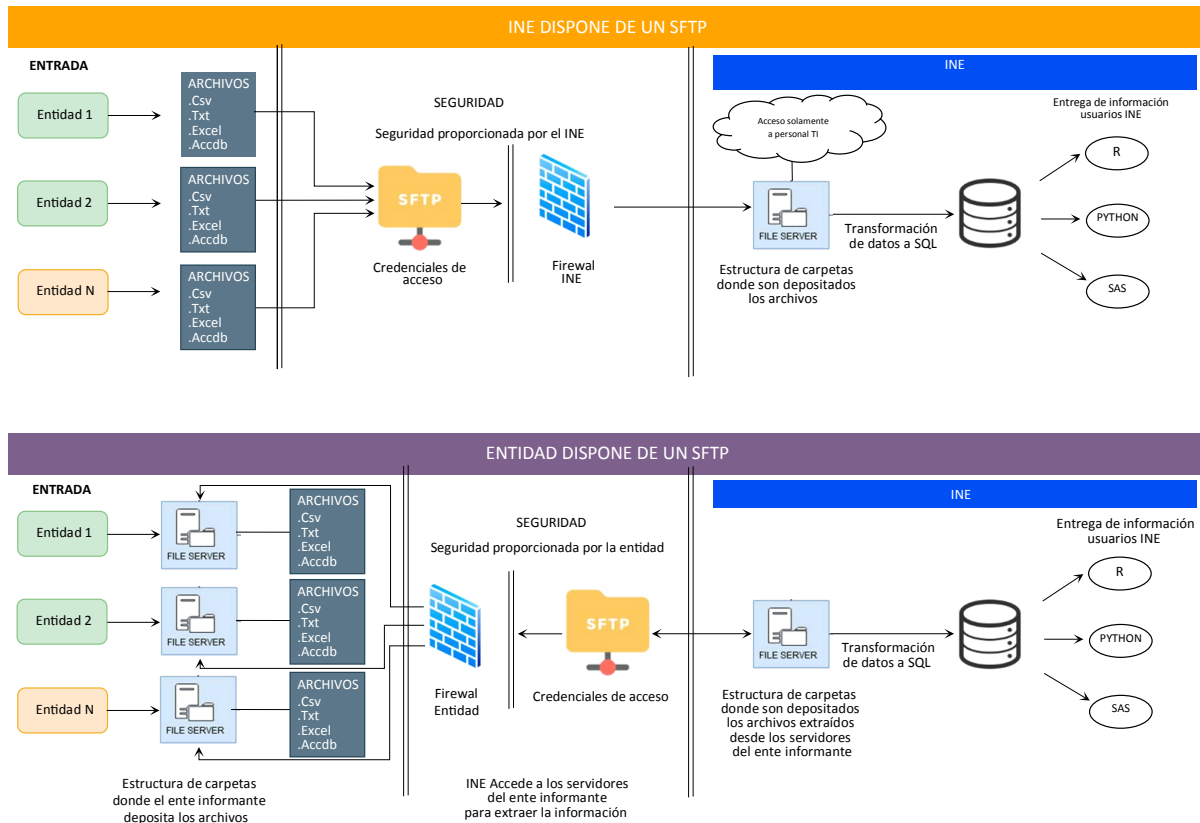 INE DISPONE DE UN SFTP
ENTRADA
Entidad 1
Entidad 2
Entidad N
ARCHIVOS
.Csv
.Txt
.Excel
.Accdb
ARCHIVOS
.Csv
.Txt
.Excel
.Accdb
ARCHIVOS
.Csv
.Txt
.Excel
.Accdb
SEGURIDAD
Seguridad proporcionada por el INE
SFTP
Credenciales de
acceso
Firewal
INE
INE
Acceso solamente
a personal TI
FILE SERVER
Estructura de carpetas
donde son depositados
los archivos
Transformación
de datos a SQL
Entrega de información
usuarios INE
R
PYTHON
SAS
ENTIDAD DISPONE DE UN SFTP
ENTRADA
Entidad 1
Entidad 2
Entidad N
FILE SERVER
FILE SERVER
FILE SERVER
Estructura de carpetas
donde el ente informante
deposita los archivos
ARCHIVOS
.Csv
.Txt
.Excel
.Accdb
ARCHIVOS
.Csv
.Txt
.Excel
.Accdb
ARCHIVOS
.Csv
.Txt
.Excel
.Accdb
SEGURIDAD
Seguridad proporcionada por la entidad
Firewal
Entidad
SFTP
Credenciales de acceso
INE Accede a los servidores
del ente informante
para extraer la información
INE
FILE SERVER
Estructura de carpetas
donde son depositados
los archivos extraídos
desde los servidores
del ente informante
Transformación
de datos a SQL
Entrega de información
usuarios INE
R
PYTHON
SAS